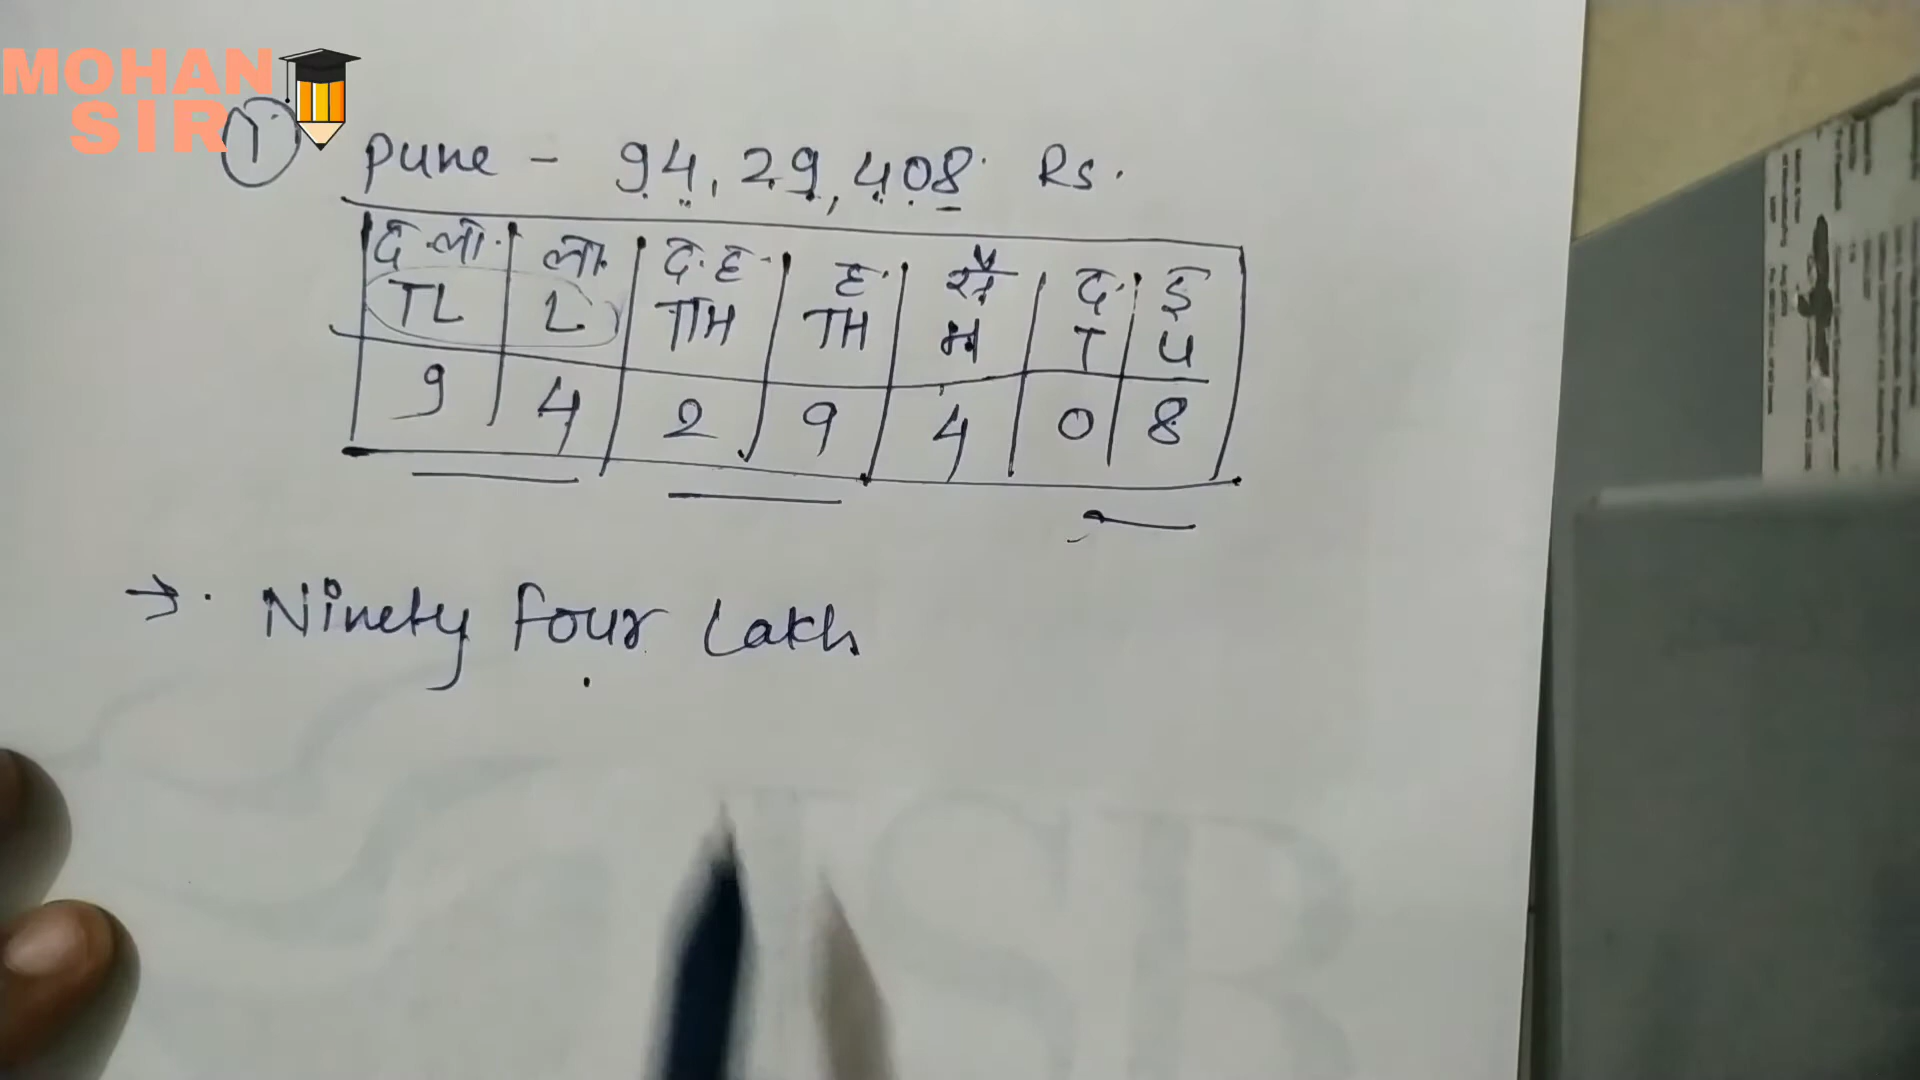 MOHAN
SIR
1 Pune - 94,29,408 Rs.
द.ला. ला. द.ह. ह. श द. ई
TL L TTH TH H T U
9 4 2 9 4 0 8
→ Ninety four Lakh